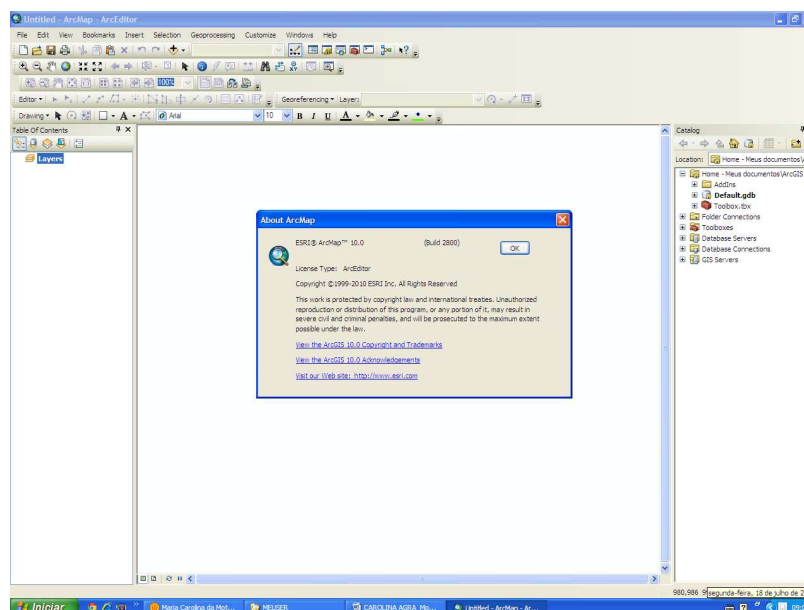 Untitled - ArcMap - ArcEditor
File Edit View Bookmarks Insert Selection Geoprocessing Customize Windows Help
100%
Editor Georeferencing Layer:
Drawing A Arial 10 B I U A
Table Of Contents
Layers
Catalog
Location: Home - Meus documentos\
Home - Meus documentos\ArcGIS
AddIns
Default.gdb
Toolbox.tbx
Folder Connections
Toolboxes
Database Servers
Database Connections
GIS Servers
About ArcMap
ESRI® ArcMap™ 10.0 (Build 2800)
OK
License Type: ArcEditor
Copyright ©1999-2010 ESRI Inc. All Rights Reserved
This work is protected by copyright law and international treaties. Unauthorized
reproduction or distribution of this program, or any portion of it, may result in
severe civil and criminal penalties, and will be prosecuted to the maximum extent
possible under the law.
View the ArcGIS 10.0 Copyright and Trademarks
View the ArcGIS 10.0 Acknowledgements
Visit our Web site: http://www.esri.com
980,986 segunda-feira, 18 de julho de 2
Iniciar Maria Carolina da Mot... MEUSER CAROLINA AGRA Mo... Untitled - ArcMap - Ar...